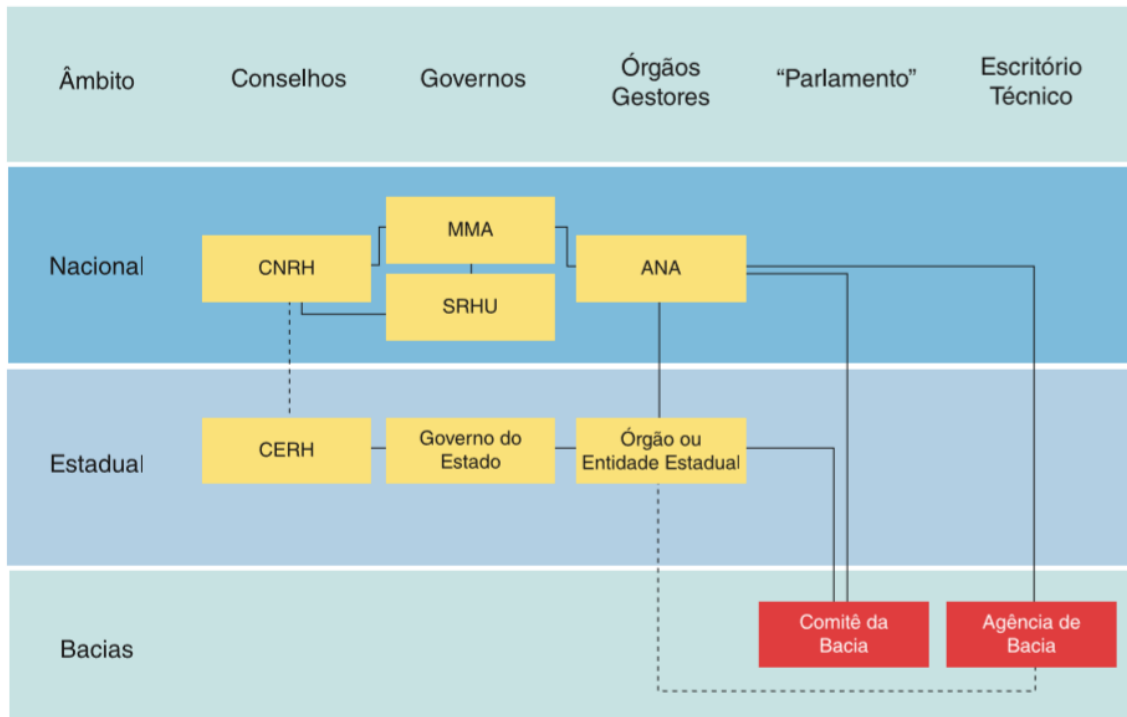 Âmbito
Conselhos
Governos
Órgãos
Gestores
“Parlamento”
Escritório
Técnico
Nacional
CNRH
MMA
SRHU
ANA
Estadual
CERH
Governo do
Estado
Órgão ou
Entidade Estadual
Bacias
Comitê da
Bacia
Agência de
Bacia